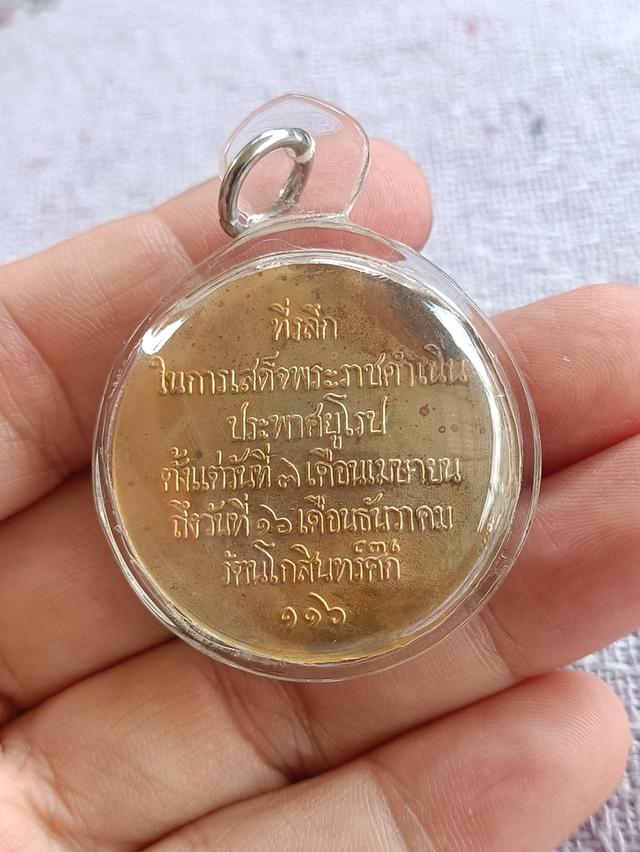 ที่รลึก
ในการเสด็จพระราชดำเนิน
ประพาศยูโรป
ตั้งแต่วันที่ ๗ เดือนเมษายน
ถึงวันที่ ๑๖ เดือนธันวาคม
รัตนโกสินทร์ศ๊ก
๑๑๖